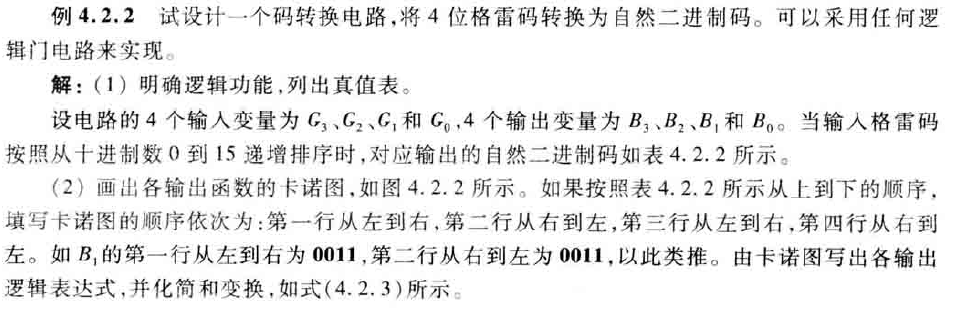 例 4.2.2 试设计一个码转换电路,将 4 位格雷码转换为自然二进制码。可以采用任何逻
辑门电路来实现。
解:(1) 明确逻辑功能,列出真值表。
设电路的 4 个输入变量为 G₃、G₂、G₁和 G₀,4 个输出变量为 B₃、B₂、B₁和 B₀。当输入格雷码
按照从十进制数 0 到 15 递增排序时,对应输出的自然二进制码如表 4.2.2 所示。
(2) 画出各输出函数的卡诺图,如图 4.2.2 所示。如果按照表 4.2.2 所示从上到下的顺序,
填写卡诺图的顺序依次为:第一行从左到右,第二行从右到左,第三行从左到右,第四行从右到
左。如 B₁的第一行从左到右为 0011,第二行从右到左为 0011,以此类推。由卡诺图写出各输出
逻辑表达式,并化简和变换,如式(4.2.3)所示。